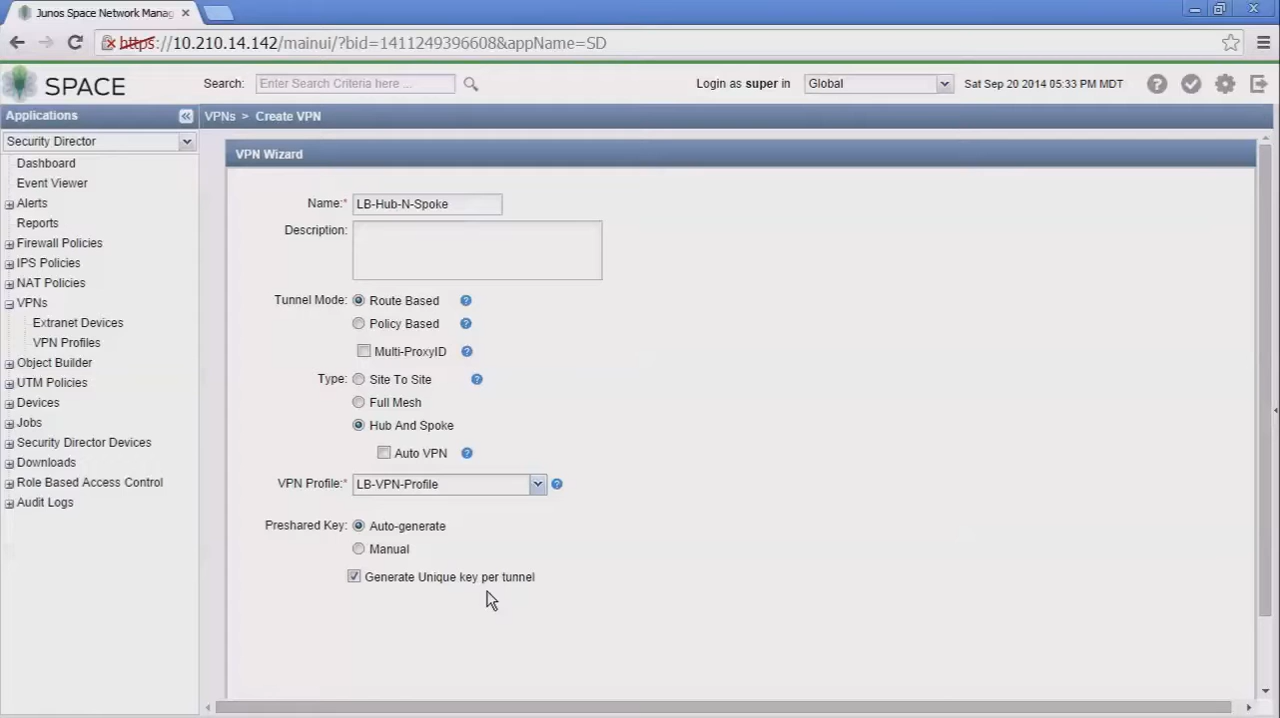 Junos Space Network Manag
https://10.210.14.142/mainui/?bid=1411249396608&appName=SD
SPACE
Search: Enter Search Criteria here ...
Login as super in Global Sat Sep 20 2014 05:33 PM MDT
Applications
VPNs > Create VPN
Security Director
Dashboard
Event Viewer
Alerts
Reports
Firewall Policies
IPS Policies
NAT Policies
VPNs
Extranet Devices
VPN Profiles
Object Builder
UTM Policies
Devices
Jobs
Security Director Devices
Downloads
Role Based Access Control
Audit Logs
VPN Wizard
Name:* LB-Hub-N-Spoke
Description:
Tunnel Mode: Route Based
Policy Based
Multi-ProxyID
Type: Site To Site
Full Mesh
Hub And Spoke
Auto VPN
VPN Profile:* LB-VPN-Profile
Preshared Key: Auto-generate
Manual
Generate Unique key per tunnel